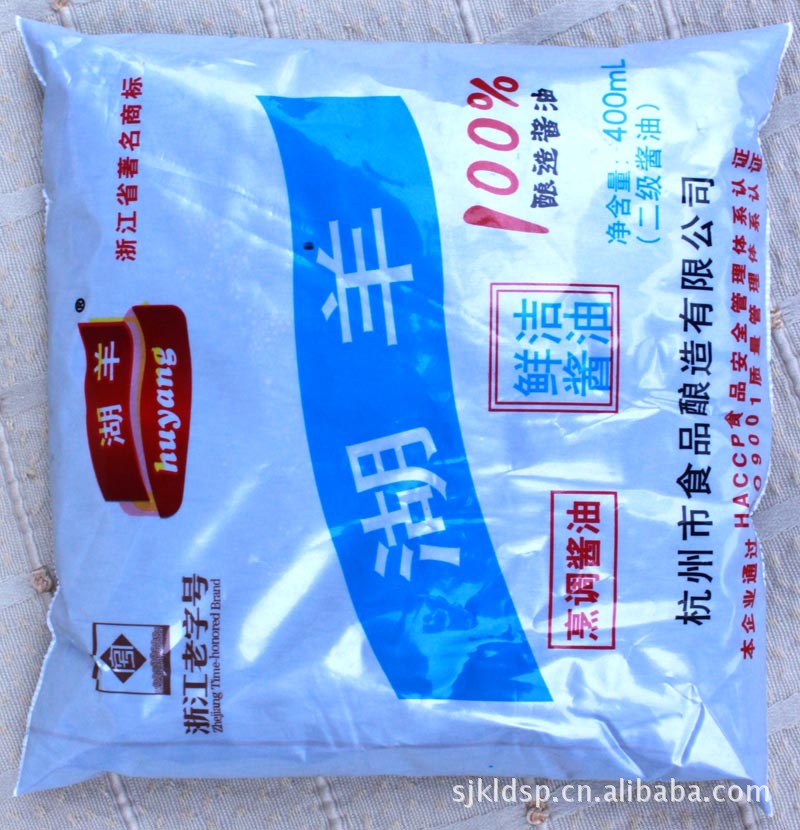 浙江老字号
Zhejiang Time-honored Brand
湖羊
huyang
®
浙江省著名商标
湖羊
100%
酿造酱油
鲜洁
酱油
烹调酱油
净含量：400mL
（二级酱油）
杭州市食品酿造有限公司
本企业通过 HACCP食品安全管理体系认证
ISO9001质量管理体系认证
sjkldsp.cn.alibaba.com